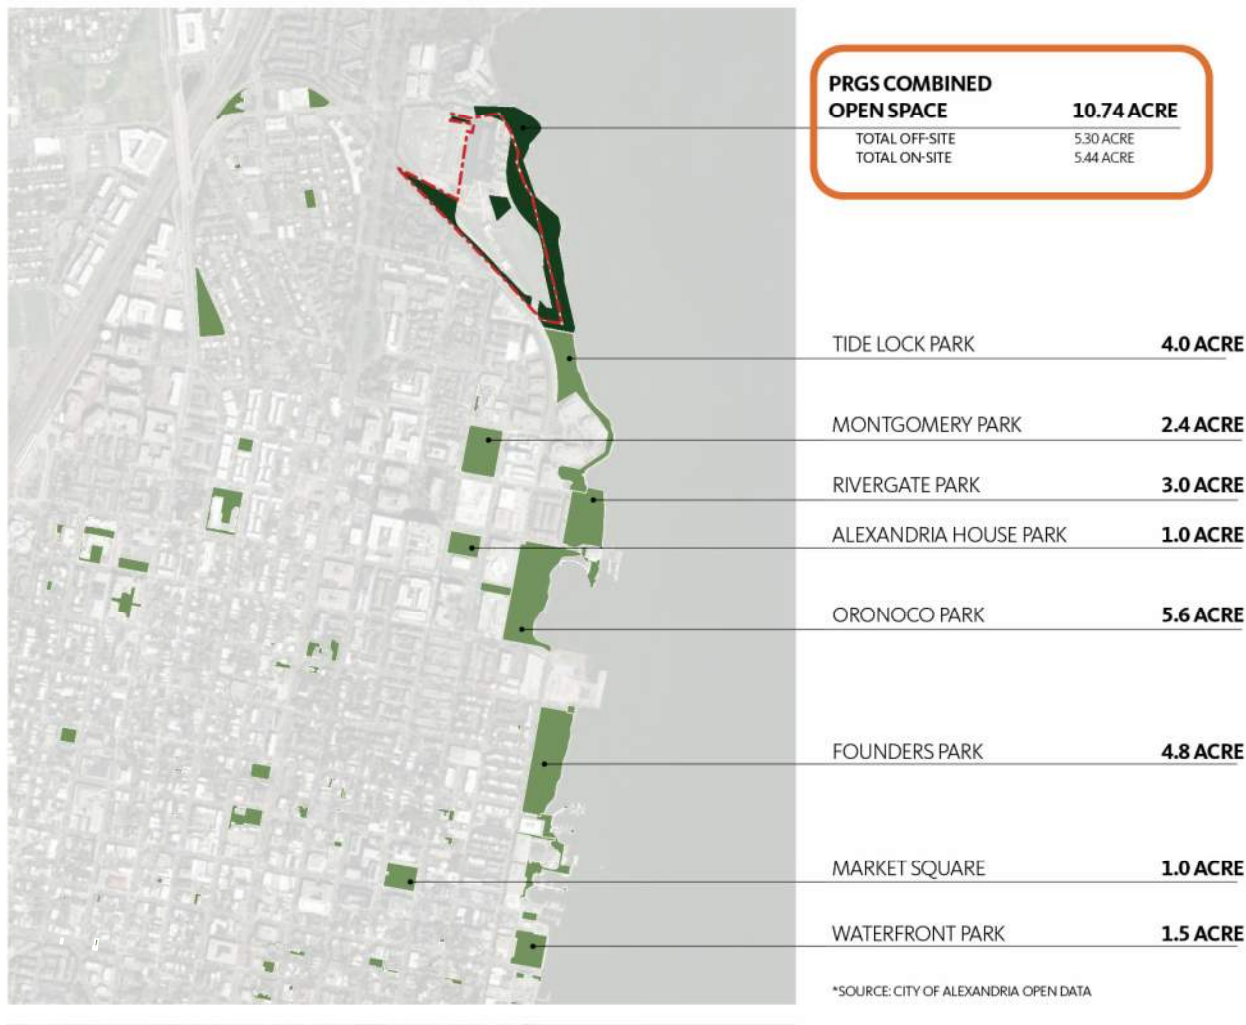 PRGS COMBINED
OPEN SPACE 10.74 ACRE
TOTAL OFF-SITE 5.30 ACRE
TOTAL ON-SITE 5.44 ACRE
TIDE LOCK PARK 4.0 ACRE
MONTGOMERY PARK 2.4 ACRE
RIVERGATE PARK 3.0 ACRE
ALEXANDRIA HOUSE PARK 1.0 ACRE
ORONOCO PARK 5.6 ACRE
FOUNDERS PARK 4.8 ACRE
MARKET SQUARE 1.0 ACRE
WATERFRONT PARK 1.5 ACRE
*SOURCE: CITY OF ALEXANDRIA OPEN DATA